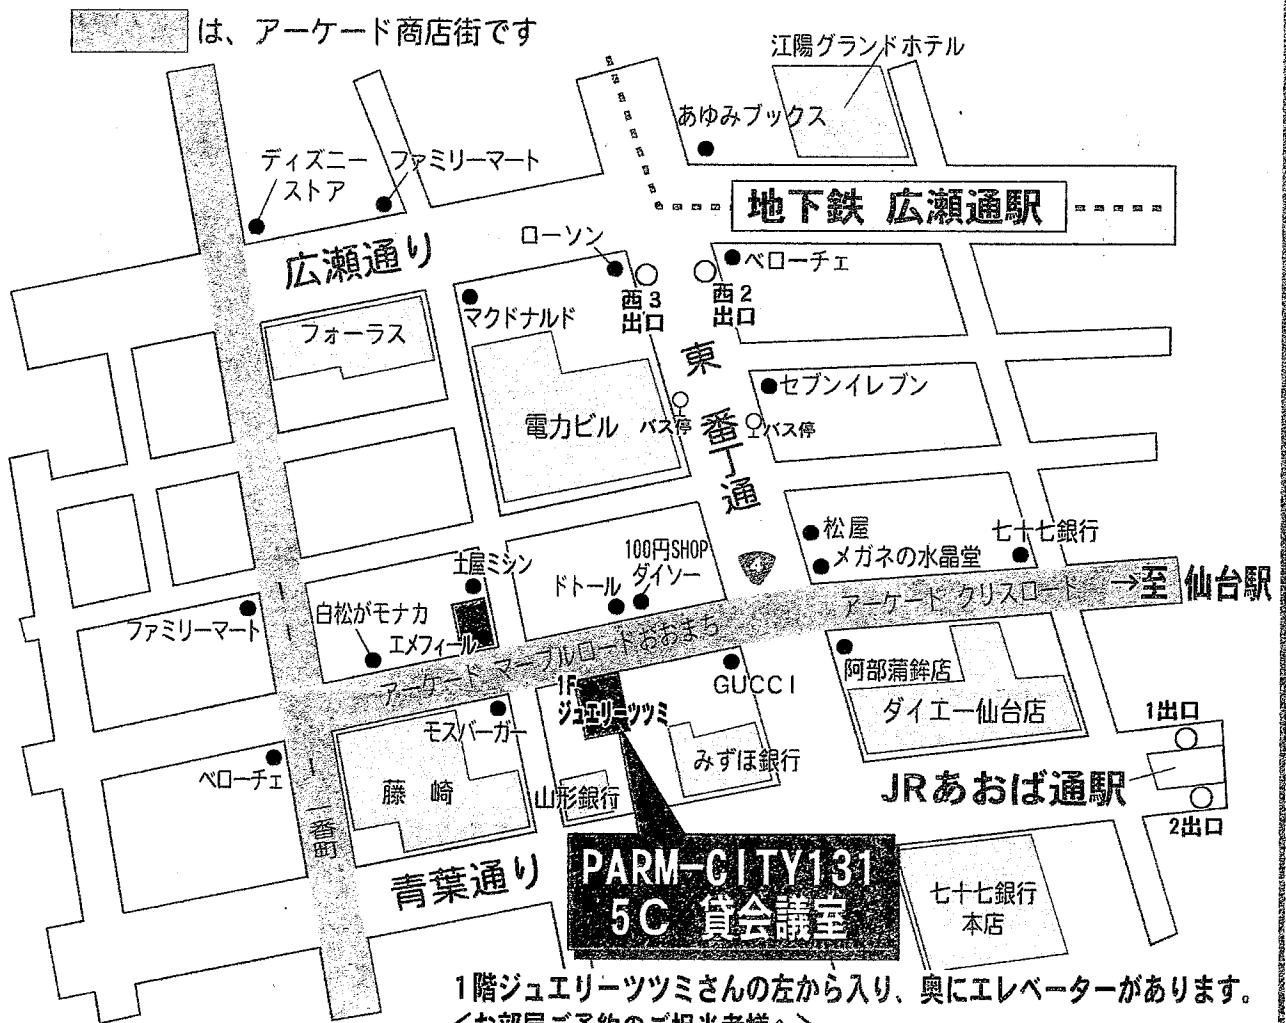 は、アーケード商店街です
江陽グランドホテル
あゆみブックス
ディズニー
ストア
ファミリーマート
地下鉄 広瀬通駅
広瀬通り
ローソン
ベローチェ
西3
出口
西2
出口
マクドナルド
フォーラス
東
セブンイレブン
電力ビル
バス停
番
バス停
丁
通
松屋
七十七銀行
メガネの水晶堂
100円SHOP
ダイソー
土屋ミシン
ドトール
4
アーケード クリスロード
→至 仙台駅
ファミリーマート
白松がモナカ
エメフィール
アーケード マーブルロードおおまち
1F
ジュエリーツツミ
GUCCI
阿部蒲鉾店
ダイエー仙台店
モスバーガー
1出口
ベローチェ
藤崎
みずほ銀行
山形銀行
JRあおば通駅
一番町
2出口
青葉通り
PARM-CITY131
5C 貸会議室
七十七銀行
本店
1階ジュエリーツツミさんの左から入り、奥にエレベーターがあります。